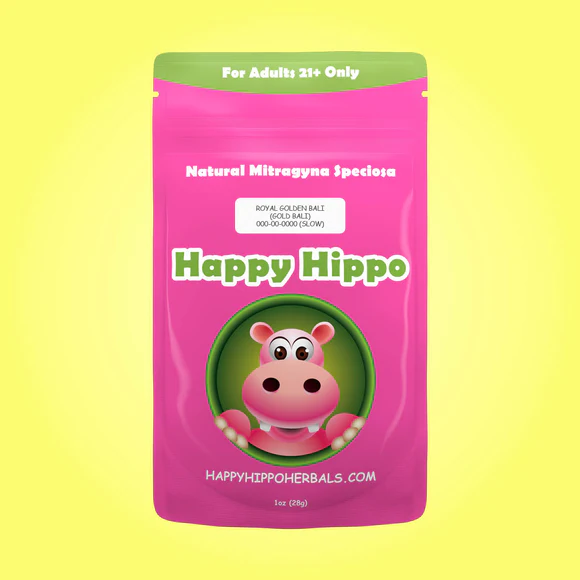 For Adults 21+ Only
Natural Mitragyna Speciosa
ROYAL GOLDEN BALI
(GOLD BALI)
000-00-0000 (SLOW)
Happy Hippo
HAPPYHIPPOHERBALS.COM
1oz (28g)